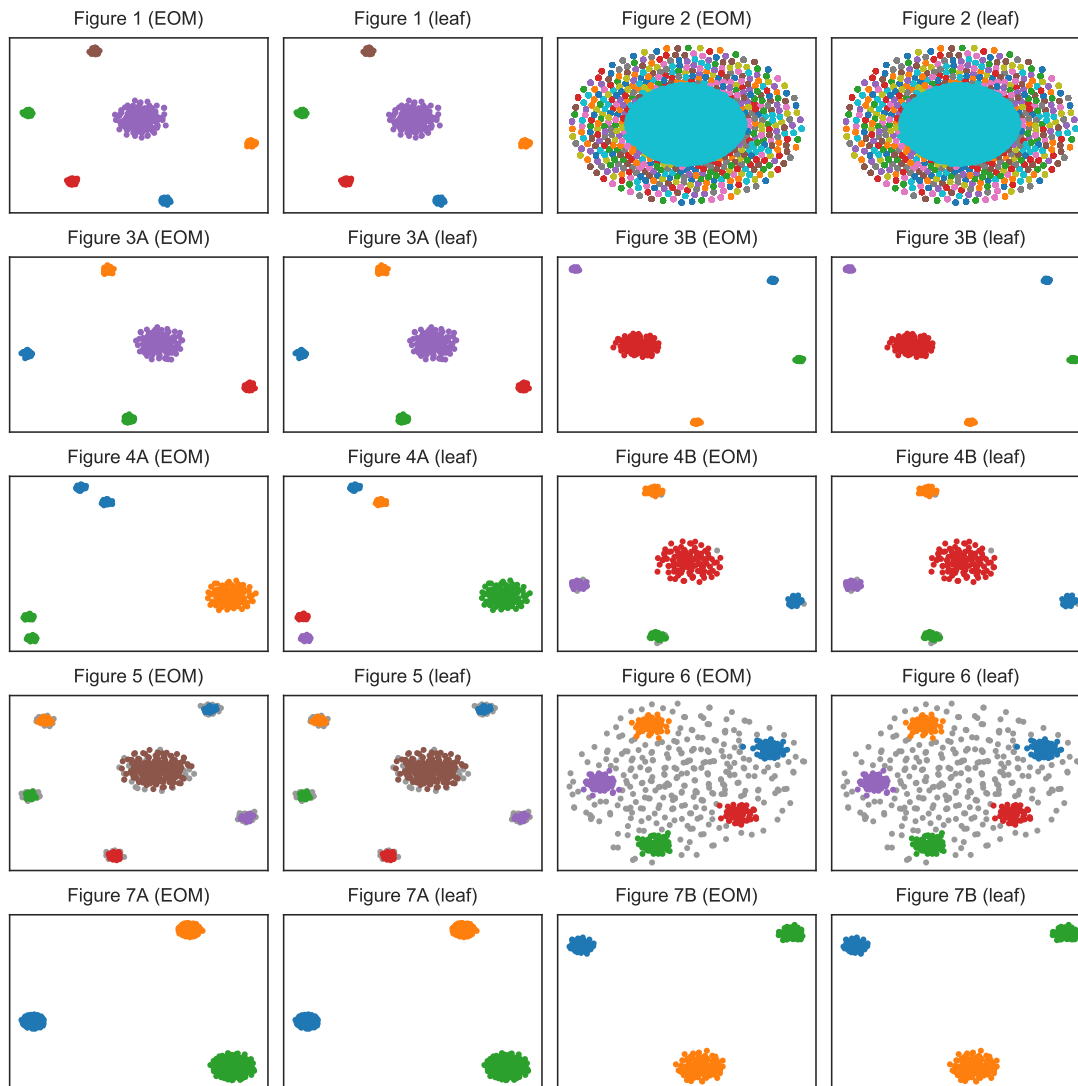 Figure 1 (EOM)
Figure 1 (leaf)
Figure 2 (EOM)
Figure 2 (leaf)
Figure 3A (EOM)
Figure 3A (leaf)
Figure 3B (EOM)
Figure 3B (leaf)
Figure 4A (EOM)
Figure 4A (leaf)
Figure 4B (EOM)
Figure 4B (leaf)
Figure 5 (EOM)
Figure 5 (leaf)
Figure 6 (EOM)
Figure 6 (leaf)
Figure 7A (EOM)
Figure 7A (leaf)
Figure 7B (EOM)
Figure 7B (leaf)